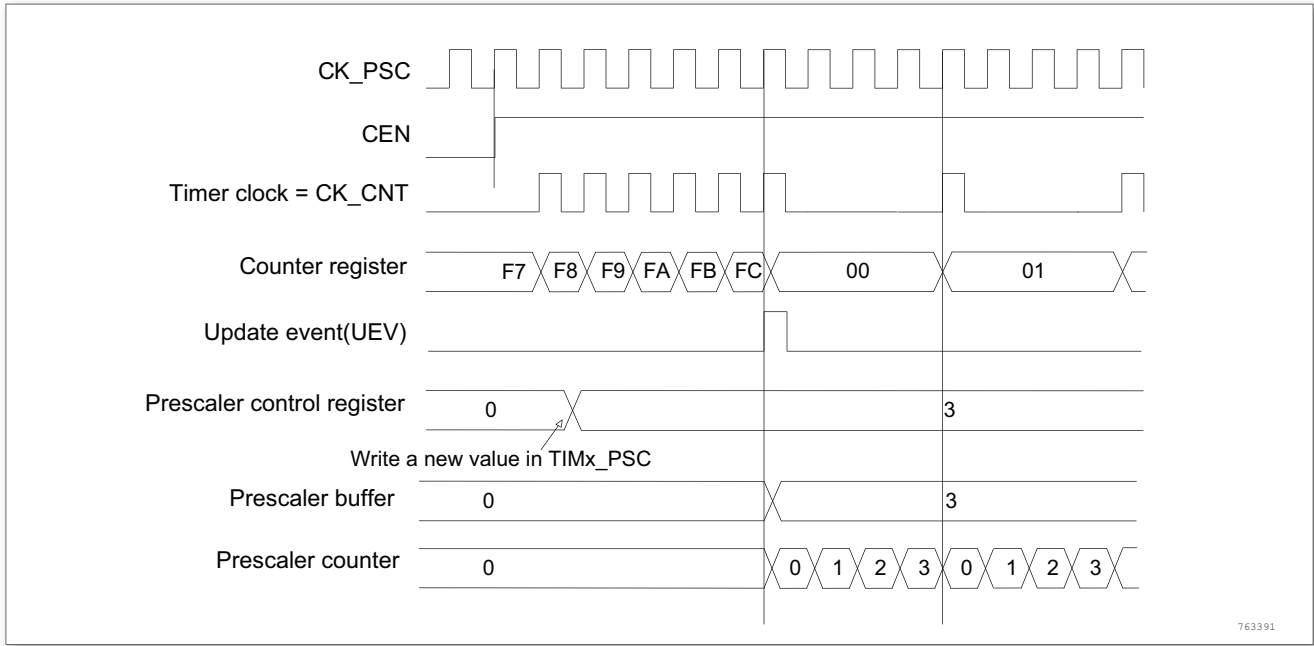 CK_PSC
CEN
Timer clock = CK_CNT
Counter register F7 F8 F9 FA FB FC 00 01
Update event(UEV)
Prescaler control register 0 3
Write a new value in TIMx_PSC
Prescaler buffer 0 3
Prescaler counter 0 0 1 2 3 0 1 2 3
763391